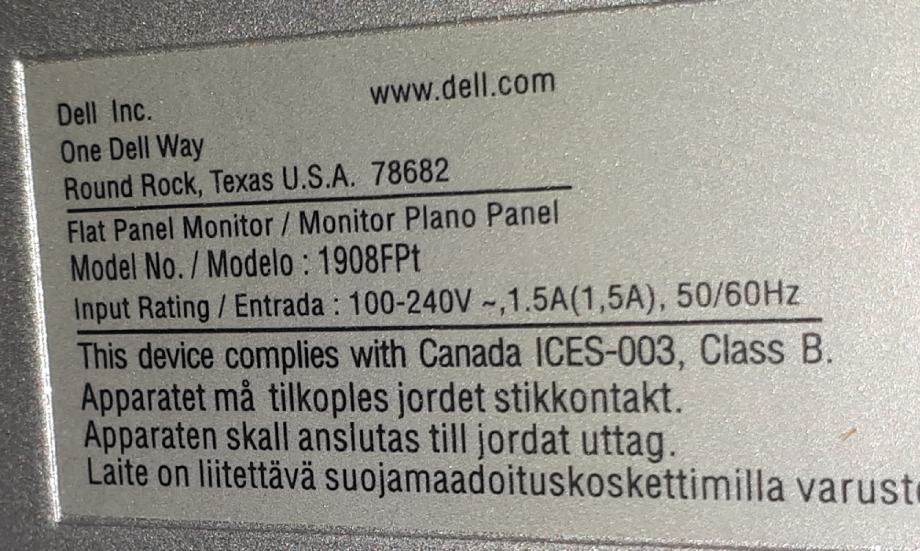 www.dell.com
Dell Inc.
One Dell Way
Round Rock, Texas U.S.A. 78682
Flat Panel Monitor / Monitor Plano Panel
Model No. / Modelo : 1908FPt
Input Rating / Entrada : 100-240V ~,1.5A(1,5A), 50/60Hz
This device complies with Canada ICES-003, Class B.
Apparatet må tilkoples jordet stikkontakt.
Apparaten skall anslutas till jordat uttag.
Laite on liitettävä suojamaadoituskoskettimilla